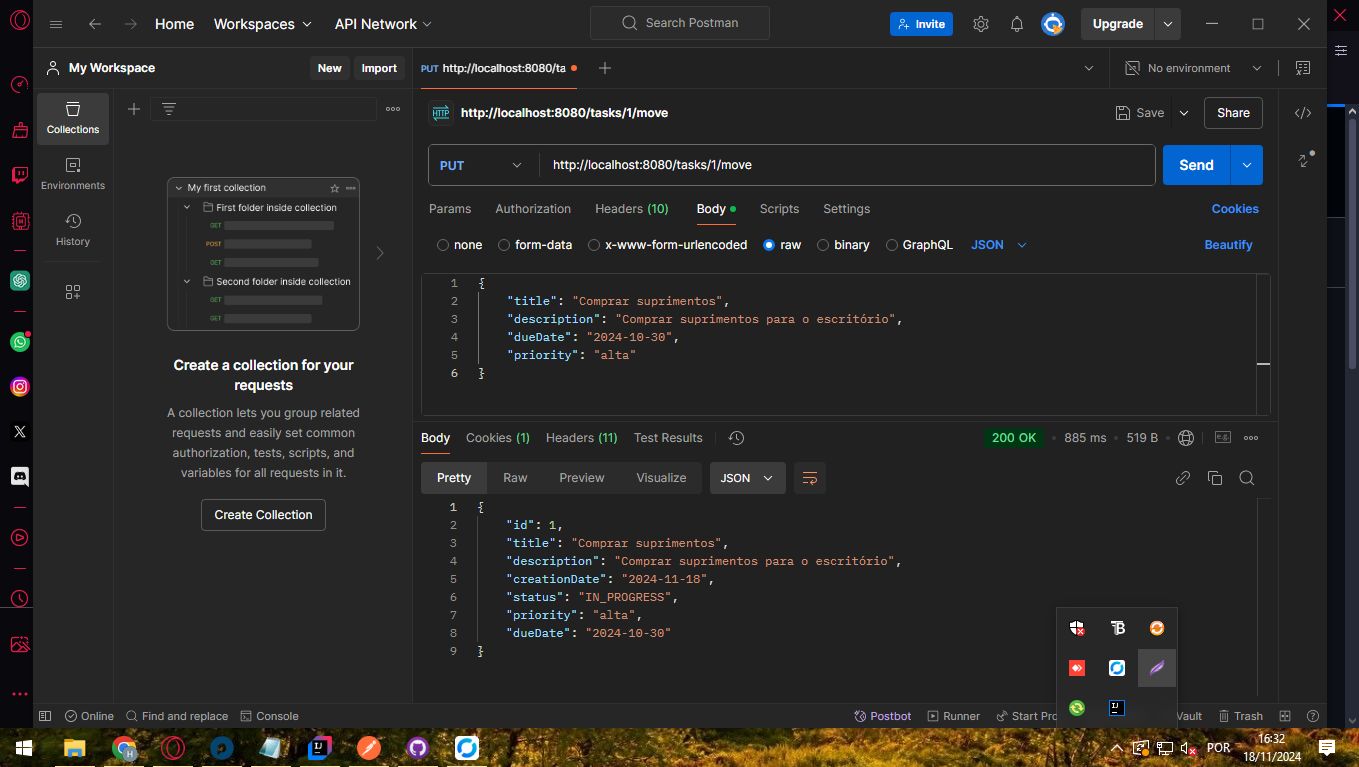 Home Workspaces API Network Search Postman Invite Upgrade
My Workspace New Import PUT http://localhost:8080/ta No environment
Collections
Environments
History
My first collection
First folder inside collection
GET
POST
GET
Second folder inside collection
GET
GET
Create a collection for your
requests
A collection lets you group related
requests and easily set common
authorization, tests, scripts, and
variables for all requests in it.
Create Collection
HTTP http://localhost:8080/tasks/1/move Save Share
PUT http://localhost:8080/tasks/1/move Send
Params Authorization Headers (10) Body Scripts Settings Cookies
none form-data x-www-form-urlencoded raw binary GraphQL JSON Beautify
1 {
2 "title": "Comprar suprimentos",
3 "description": "Comprar suprimentos para o escritório",
4 "dueDate": "2024-10-30",
5 "priority": "alta"
6 }
Body Cookies (1) Headers (11) Test Results 200 OK 885 ms 519 B e.g.
Pretty Raw Preview Visualize JSON
1 {
2 "id": 1,
3 "title": "Comprar suprimentos",
4 "description": "Comprar suprimentos para o escritório",
5 "creationDate": "2024-11-18",
6 "status": "IN_PROGRESS",
7 "priority": "alta",
8 "dueDate": "2024-10-30"
9 }
Online Find and replace Console Postbot Runner Start Pro Vault Trash
POR 16:32
18/11/2024